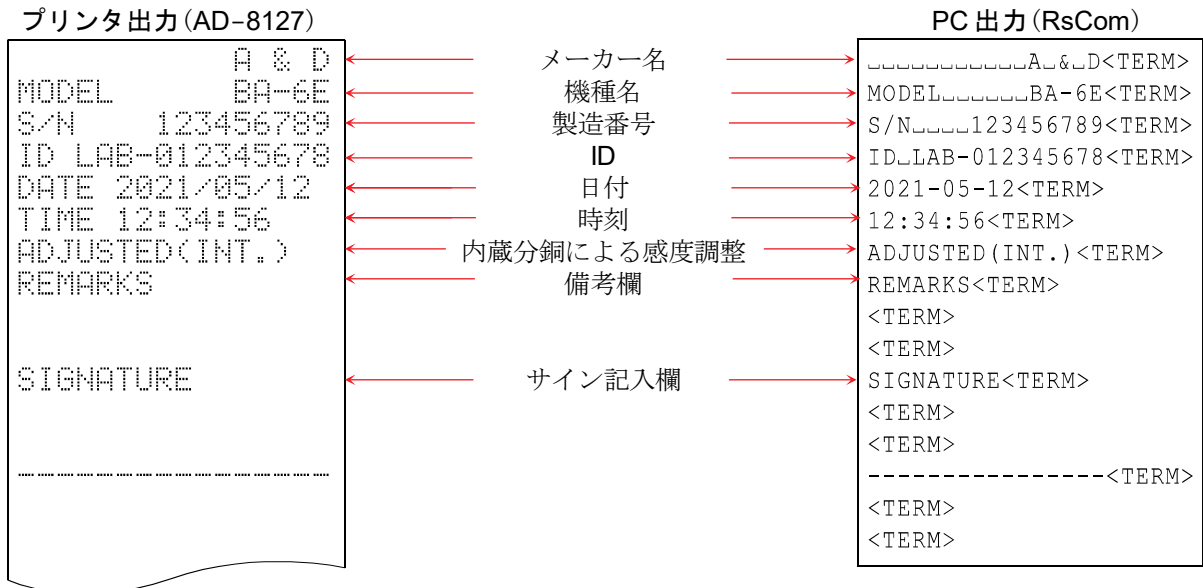 プリンタ出力(AD-8127)
A & D
MODEL      BA-6E
S/N    123456789
ID LAB-012345678
DATE 2021/05/12
TIME 12:34:56
ADJUSTED(INT.)
REMARKS
SIGNATURE
----------------
メーカー名
機種名
製造番号
ID
日付
時刻
内蔵分銅による感度調整
備考欄
サイン記入欄
PC出力(RsCom)
␣␣␣␣␣␣␣␣␣␣␣A␣&␣D<TERM>
MODEL␣␣␣␣␣␣BA-6E<TERM>
S/N␣␣␣␣123456789<TERM>
ID␣LAB-012345678<TERM>
2021-05-12<TERM>
12:34:56<TERM>
ADJUSTED(INT.)<TERM>
REMARKS<TERM>
<TERM>
<TERM>
SIGNATURE<TERM>
<TERM>
<TERM>
----------------<TERM>
<TERM>
<TERM>